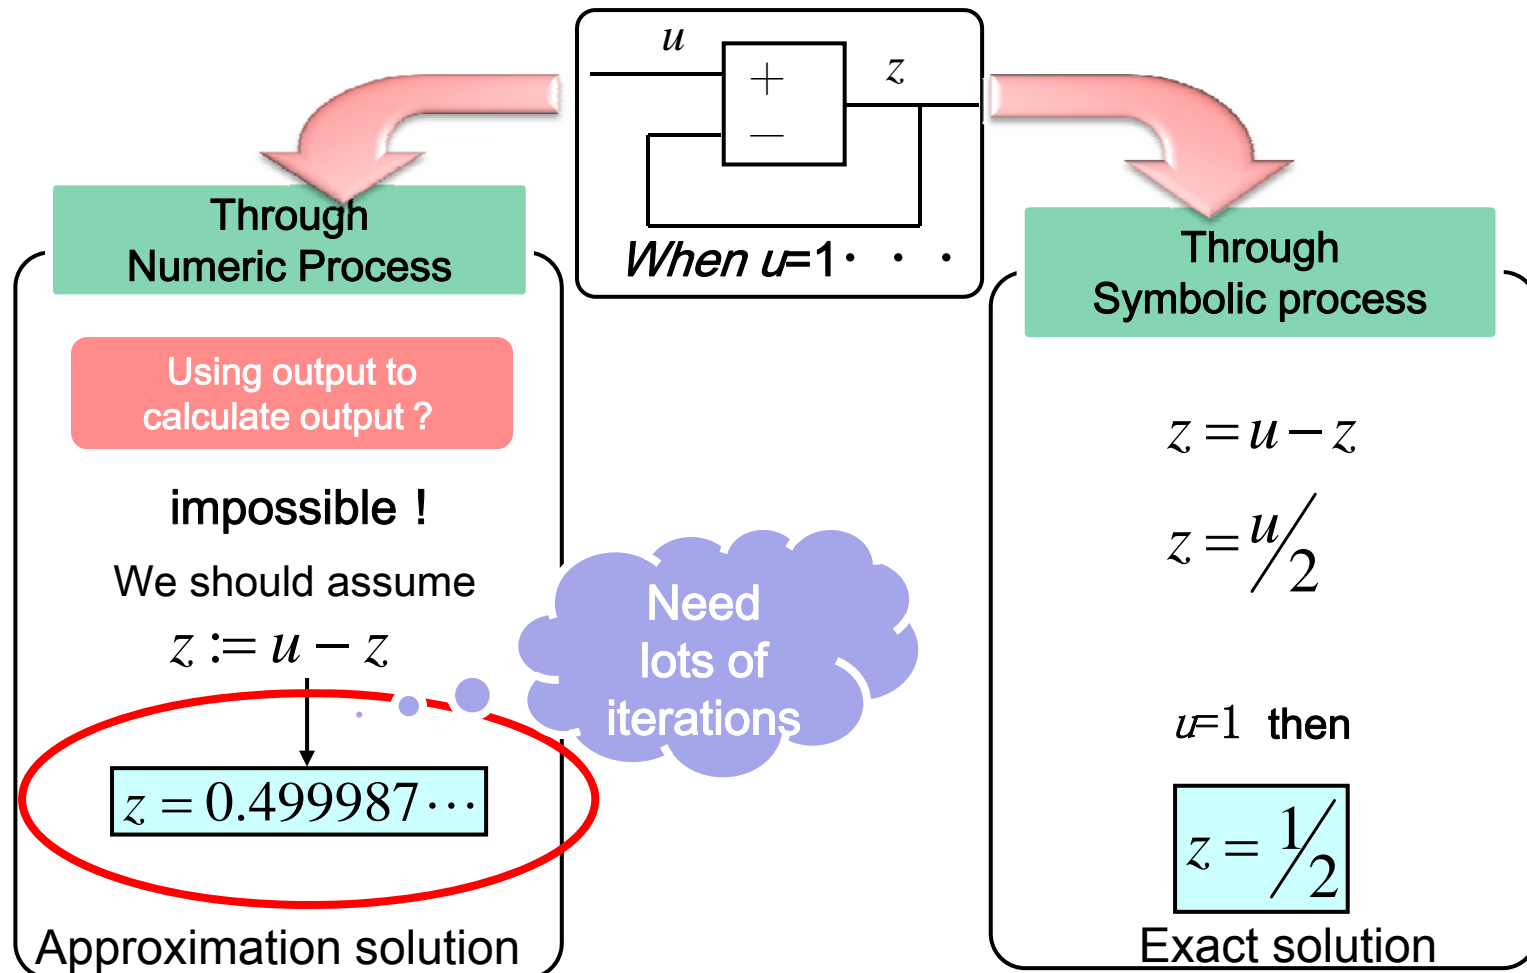 u
+
z
−
When u=1・・・
Through
Numeric Process
Using output to
calculate output ?
impossible !
We should assume
z := u − z
Need
lots of
iterations
z = 0.499987⋯
Approximation solution
Through
Symbolic process
z = u − z
z = u/2
u=1 then
z = 1/2
Exact solution